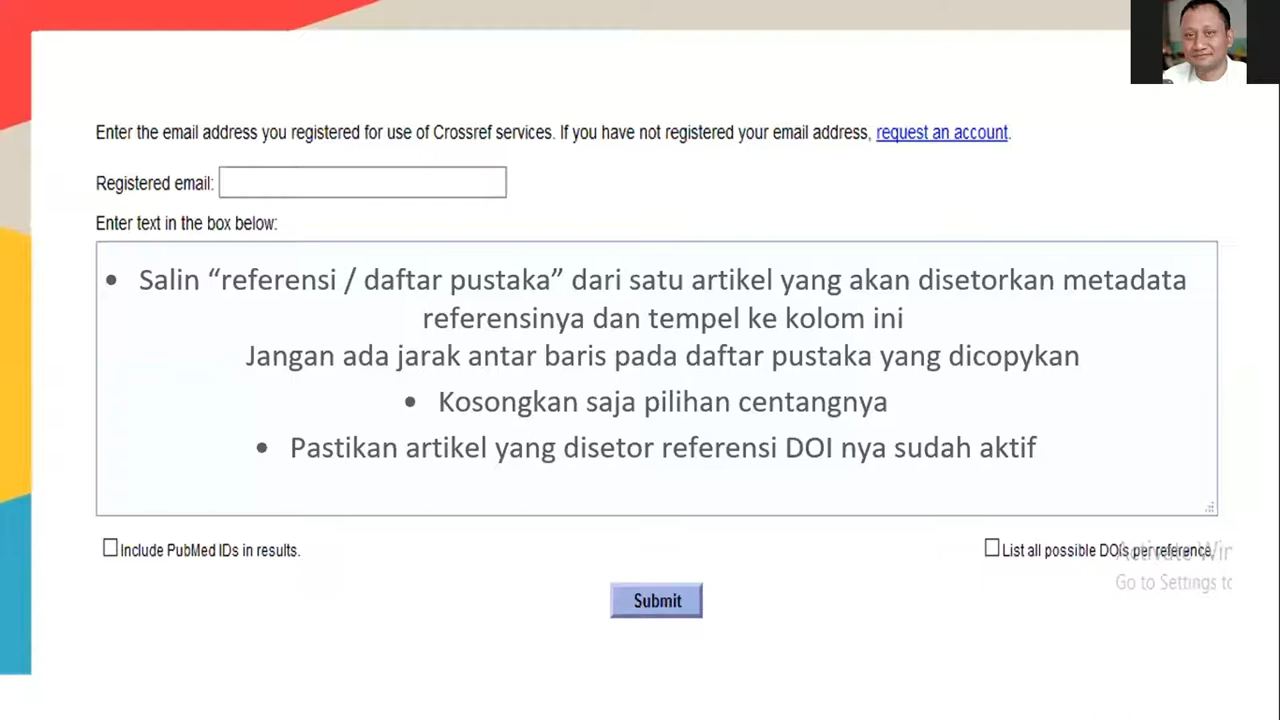 Enter the email address you registered for use of Crossref services. If you have not registered your email address, request an account.
Registered email:
Enter text in the box below:
• Salin “referensi / daftar pustaka” dari satu artikel yang akan disetorkan metadata
referensinya dan tempel ke kolom ini
Jangan ada jarak antar baris pada daftar pustaka yang dicopykan
• Kosongkan saja pilihan centangnya
• Pastikan artikel yang disetor referensi DOI nya sudah aktif
Include PubMed IDs in results.
List all possible DOIs per reference.
Activate Win
Go to Settings to
Submit